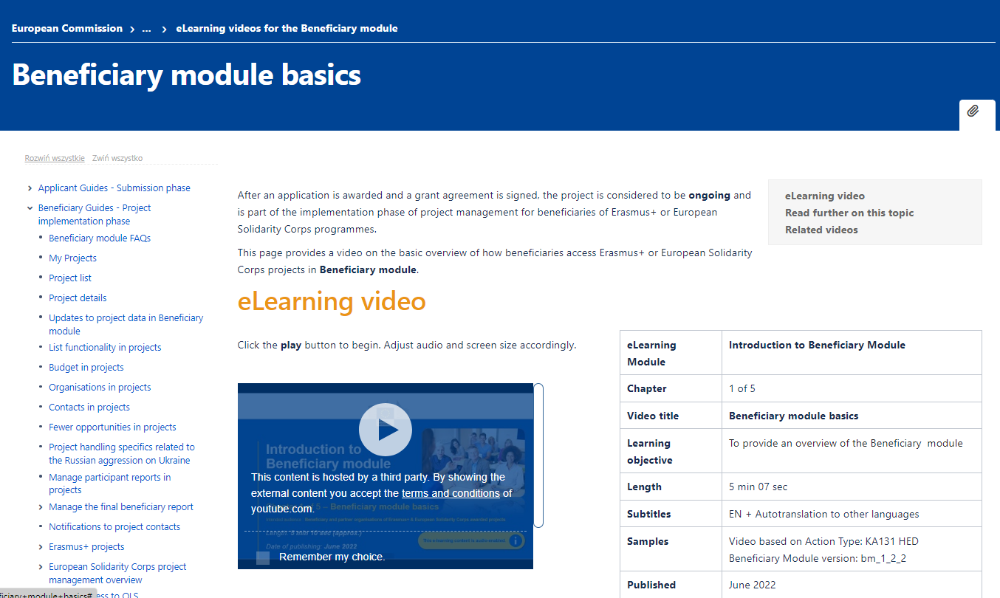 European Commission > ... > eLearning videos for the Beneficiary module
Beneficiary module basics
Rozwiń wszystkie Zwiń wszystko
Applicant Guides - Submission phase
Beneficiary Guides - Project
implementation phase
Beneficiary module FAQs
My Projects
Project list
Project details
Updates to project data in Beneficiary
module
List functionality in projects
Budget in projects
Organisations in projects
Contacts in projects
Fewer opportunities in projects
Project handling specifics related to
the Russian aggression on Ukraine
Manage participant reports in
projects
Manage the final beneficiary report
Notifications to project contacts
Erasmus+ projects
European Solidarity Corps project
management overview
ess to OLS
ficiary+module+basics#
After an application is awarded and a grant agreement is signed, the project is considered to be ongoing and
is part of the implementation phase of project management for beneficiaries of Erasmus+ or European
Solidarity Corps programmes.
This page provides a video on the basic overview of how beneficiaries access Erasmus+ or European Solidarity
Corps projects in Beneficiary module.
eLearning video
Read further on this topic
Related videos
eLearning video
Click the play button to begin. Adjust audio and screen size accordingly.
Introduction to
Beneficiary module
This content is hosted by a third party. By showing the
external content you accept the terms and conditions of
youtube.com.
of 5 – Beneficiary module basics
Beneficiary and partner organisations of Erasmus+ & European Solidarity Corps awarded projects
Length: 5 min 10 sec (approx.)
This e-learning content is audio enabled
Date of publishing: June 2022
Remember my choice.
eLearning
Module
Introduction to Beneficiary Module
Chapter
1 of 5
Video title
Beneficiary module basics
Learning
objective
To provide an overview of the Beneficiary module
Length
5 min 07 sec
Subtitles
EN + Autotranslation to other languages
Samples
Video based on Action Type: KA131 HED
Beneficiary Module version: bm_1_2_2
Published
June 2022